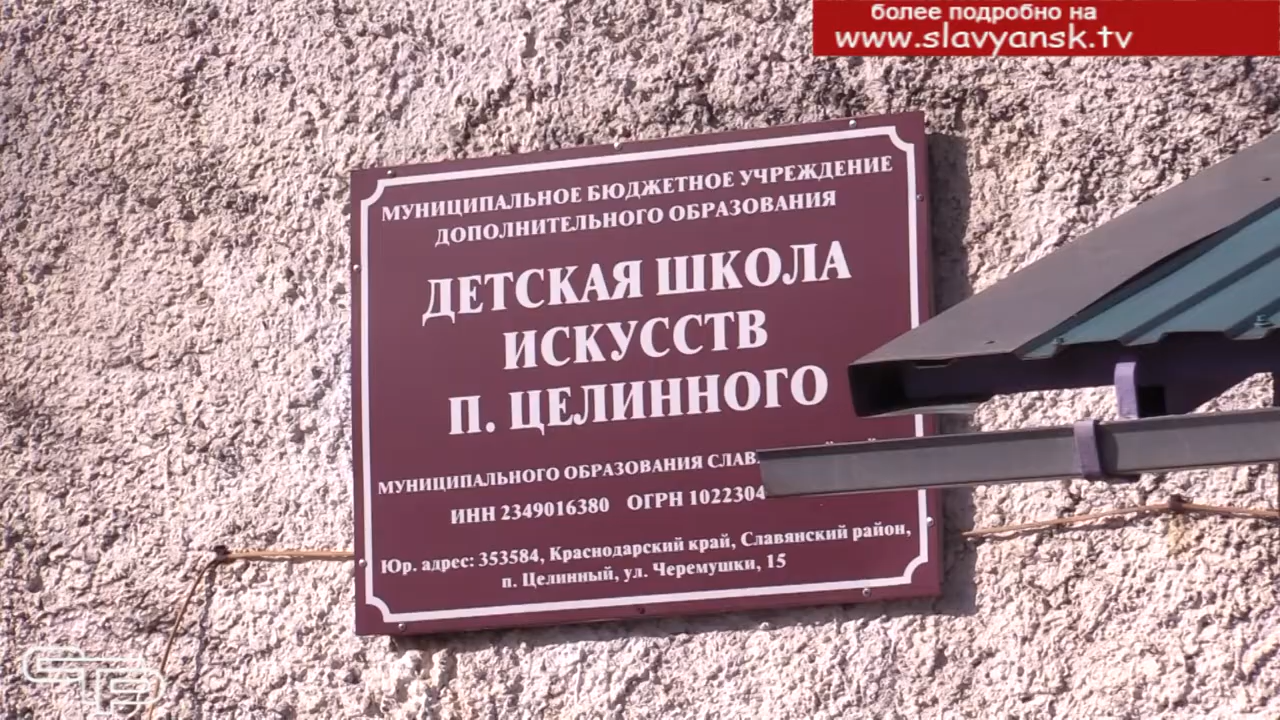 более подробно на
www.slavyansk.tv
МУНИЦИПАЛЬНОЕ БЮДЖЕТНОЕ УЧРЕЖДЕНИЕ
ДОПОЛНИТЕЛЬНОГО ОБРАЗОВАНИЯ
ДЕТСКАЯ ШКОЛА
ИСКУССТВ
П. ЦЕЛИННОГО
МУНИЦИПАЛЬНОГО ОБРАЗОВАНИЯ
ИНН 2349016380 ОГРН 1022304
Юр. адрес: 353584, Краснодарский край, Славянский район,
п. Целинный, ул. Черемушки, 15